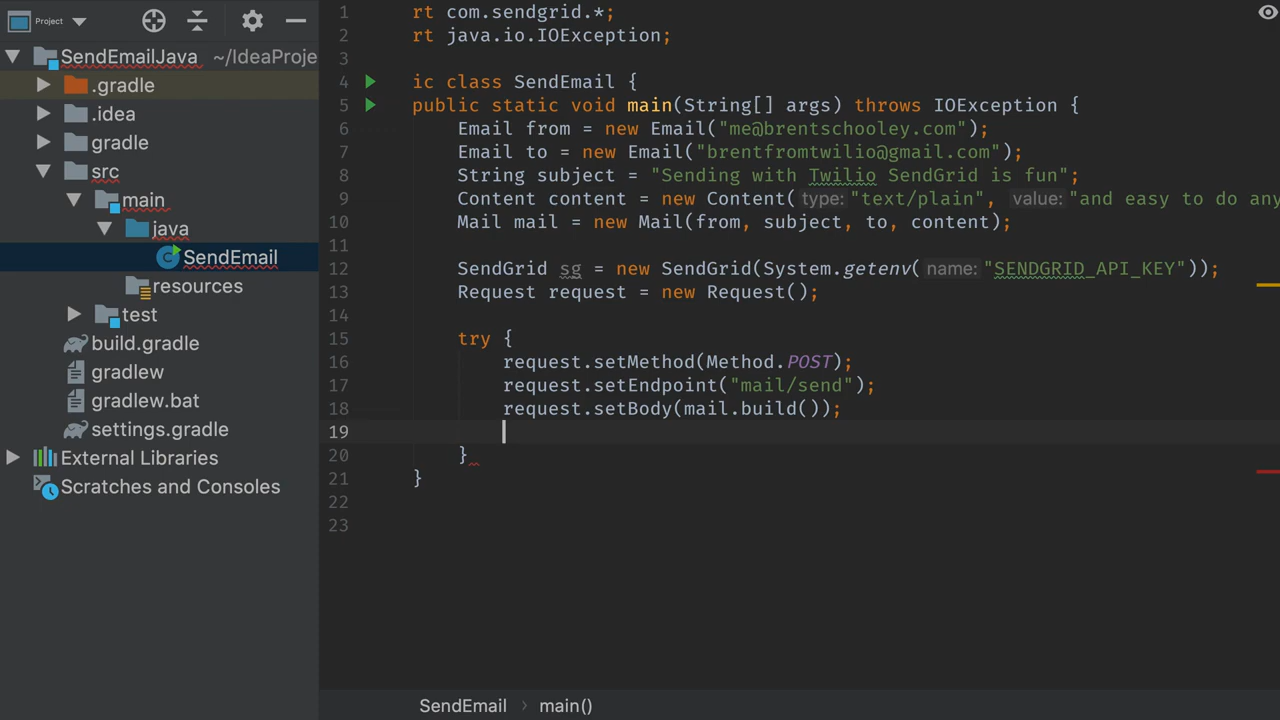 Project
SendEmailJava ~/IdeaProje
.gradle
.idea
gradle
src
main
java
SendEmail
resources
test
build.gradle
gradlew
gradlew.bat
settings.gradle
External Libraries
Scratches and Consoles
1 rt com.sendgrid.*;
2 rt java.io.IOException;
3
4 ic class SendEmail {
5 public static void main(String[] args) throws IOException {
6 Email from = new Email("me@brentschooley.com");
7 Email to = new Email("brentfromtwilio@gmail.com");
8 String subject = "Sending with Twilio SendGrid is fun";
9 Content content = new Content( type: "text/plain", value: "and easy to do any
10 Mail mail = new Mail(from, subject, to, content);
11
12 SendGrid sg = new SendGrid(System.getenv( name: "SENDGRID_API_KEY"));
13 Request request = new Request();
14
15 try {
16 request.setMethod(Method.POST);
17 request.setEndpoint("mail/send");
18 request.setBody(mail.build());
19
20 }
21 }
22
23
SendEmail › main()